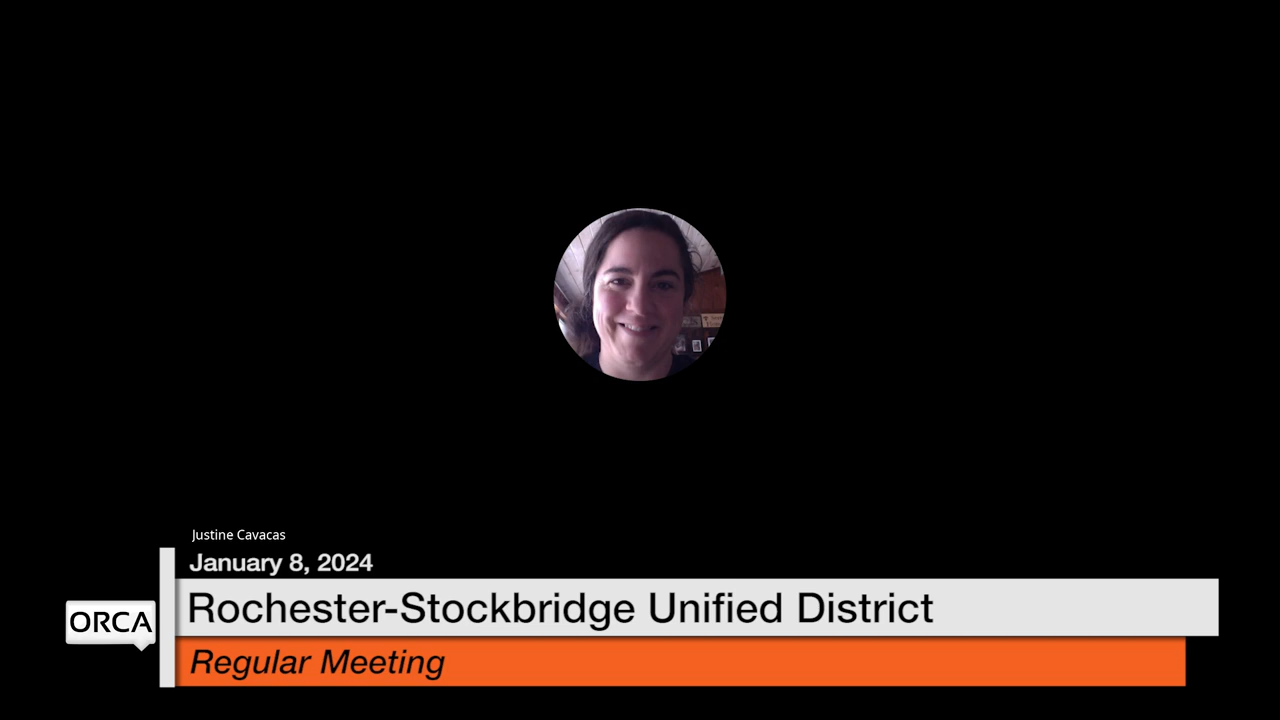 Justine Cavacas
January 8, 2024
Rochester-Stockbridge Unified District
ORCA
Regular Meeting